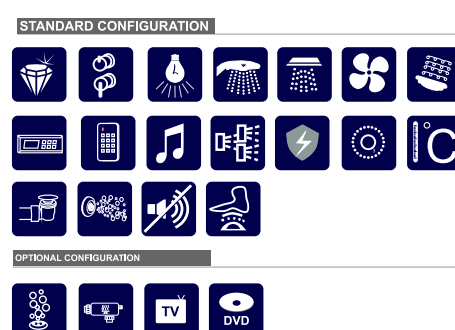 STANDARD CONFIGURATION
°C
OPTIONAL CONFIGURATION
TV
DVD